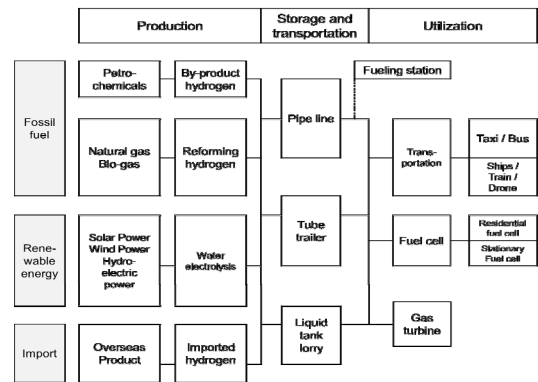 Production
Storage and
transportation
Utilization
Fossil
fuel
Petro-
chemicals
By-product
hydrogen
Natural gas
Bio-gas
Reforming
hydrogen
Rene-
wable
energy
Solar Power
Wind Power
Hydro-
electric
power
Water
electrolysis
Import
Overseas
Product
Imported
hydrogen
Pipe line
Tube
trailer
Liquid
tank
lorry
Fueling station
Trans-
portation
Taxi / Bus
Ships /
Train /
Drone
Fuel cell
Residential
fuel cell
Stationary
Fuel cell
Gas
turbine